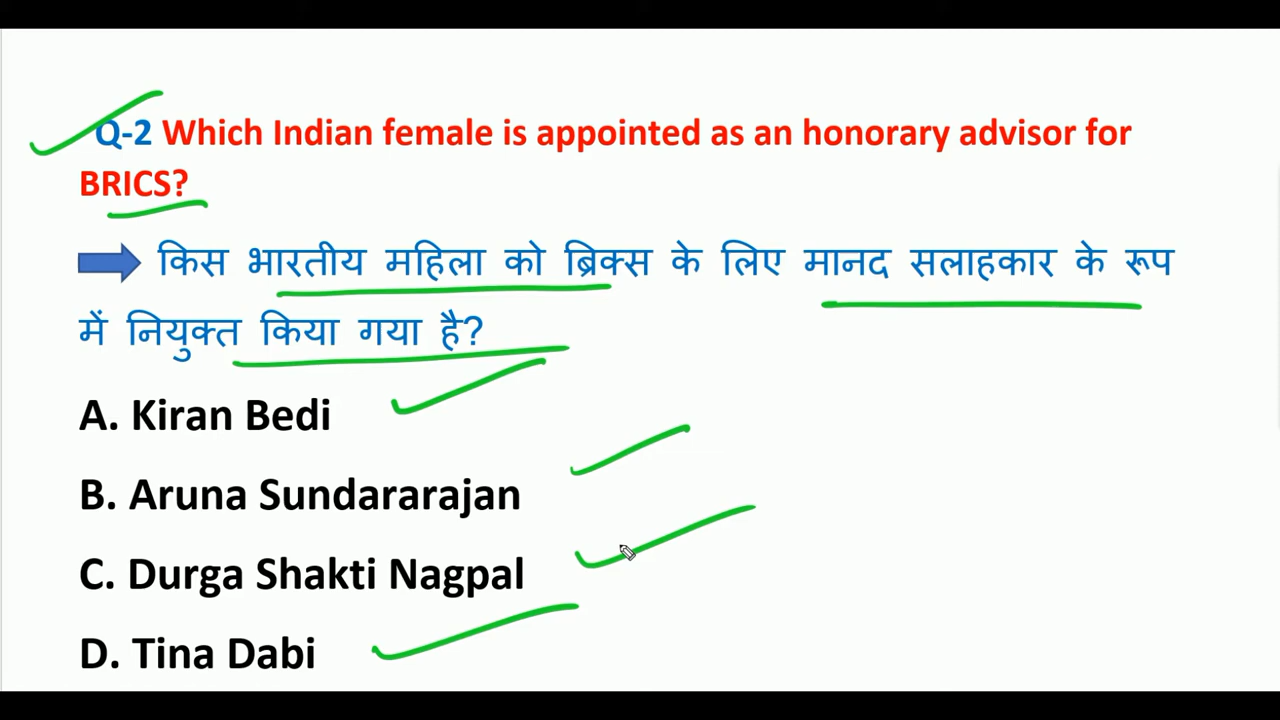 Q-2 Which Indian female is appointed as an honorary advisor for
BRICS?
किस भारतीय महिला को ब्रिक्स के लिए मानद सलाहकार के रूप
में नियुक्त किया गया है?
A. Kiran Bedi
B. Aruna Sundararajan
C. Durga Shakti Nagpal
D. Tina Dabi